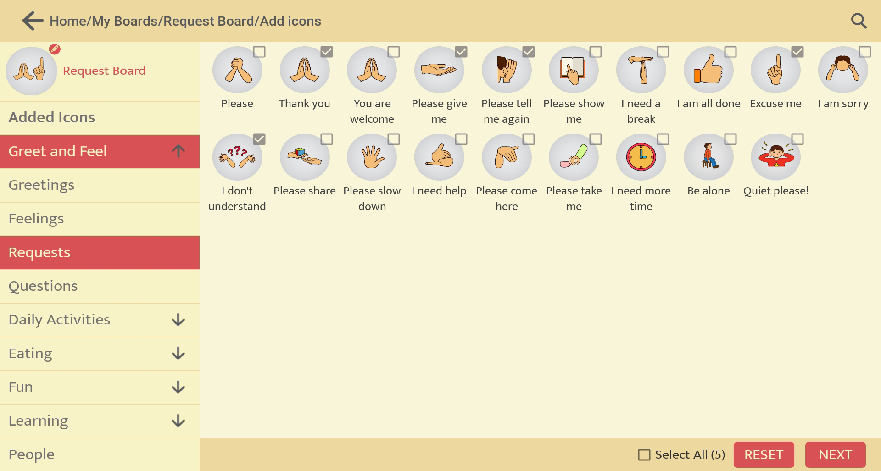 Home/My Boards/Request Board/Add icons
Request Board
Added Icons
Greet and Feel
Greetings
Feelings
Requests
Questions
Daily Activities
Eating
Fun
Learning
People
Please
Thank you
You are
welcome
Please give
me
Please tell
me again
Please show
me
I need a
break
I am all done
Excuse me
I am sorry
I don't
understand
Please share
Please slow
down
I need help
Please come
here
Please take
me
I need more
time
Be alone
Quiet please!
Select All (5)
RESET
NEXT